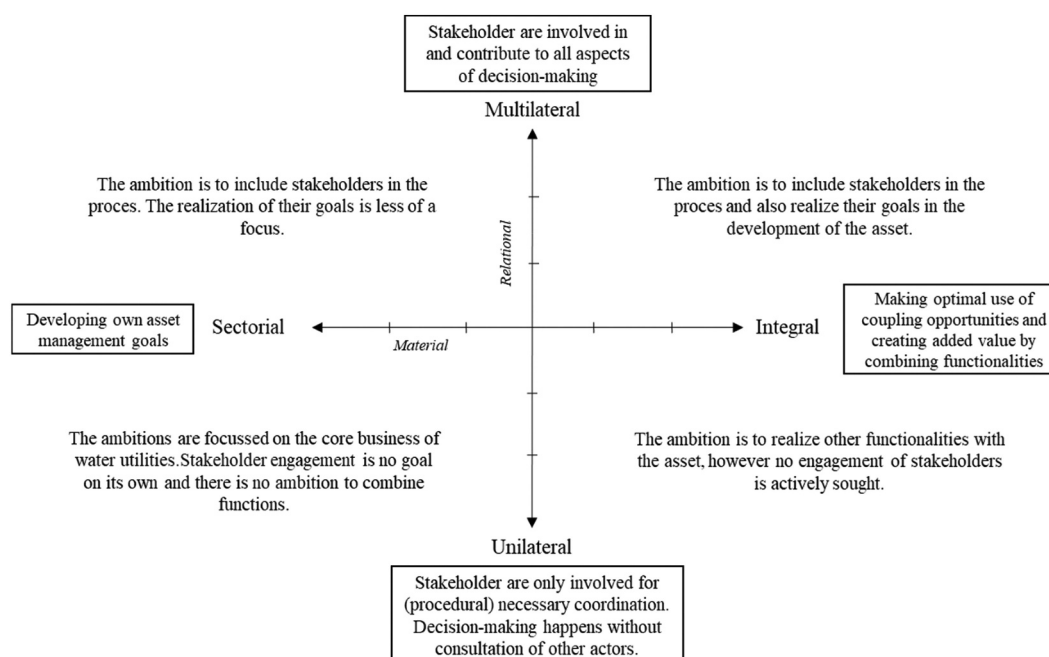 Stakeholder are involved in
and contribute to all aspects
of decision-making
Multilateral
The ambition is to include stakeholders in the
proces. The realization of their goals is less of a
focus.
The ambition is to include stakeholders in the
proces and also realize their goals in the
development of the asset.
Relational
Developing own asset
management goals
Sectorial
Material
Integral
Making optimal use of
coupling opportunities and
creating added value by
combining functionalities
The ambitions are focussed on the core business of
water utilities.Stakeholder engagement is no goal
on its own and there is no ambition to combine
functions.
The ambition is to realize other functionalities with
the asset, however no engagement of stakeholders
is actively sought.
Unilateral
Stakeholder are only involved for
(procedural) necessary coordination.
Decision-making happens without
consultation of other actors.